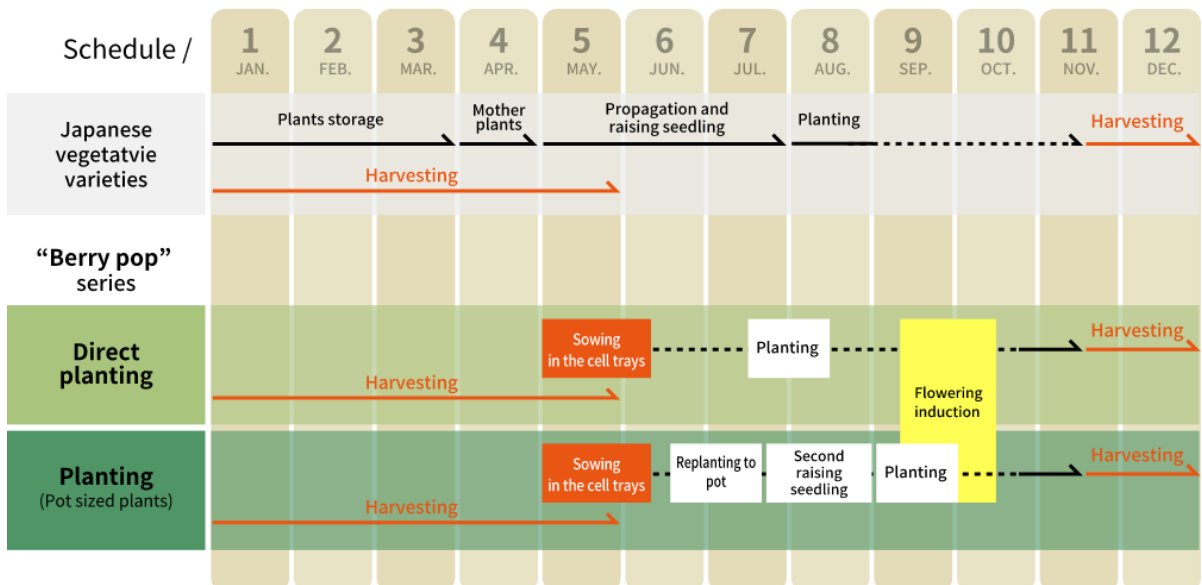 Schedule /
1 2 3 4 5 6 7 8 9 10 11 12
JAN. FEB. MAR. APR. MAY. JUN. JUL. AUG. SEP. OCT. NOV. DEC.
Japanese
vegetatvie
varieties
Plants storage
Mother
plants
Propagation and
raising seedling
Planting
Harvesting
Harvesting
“Berry pop”
series
Direct
planting
Sowing
in the cell trays
Planting
Harvesting
Harvesting
Flowering
induction
Planting
(Pot sized plants)
Sowing
in the cell trays
Replanting to
pot
Second
raising
seedling
Planting
Harvesting
Harvesting